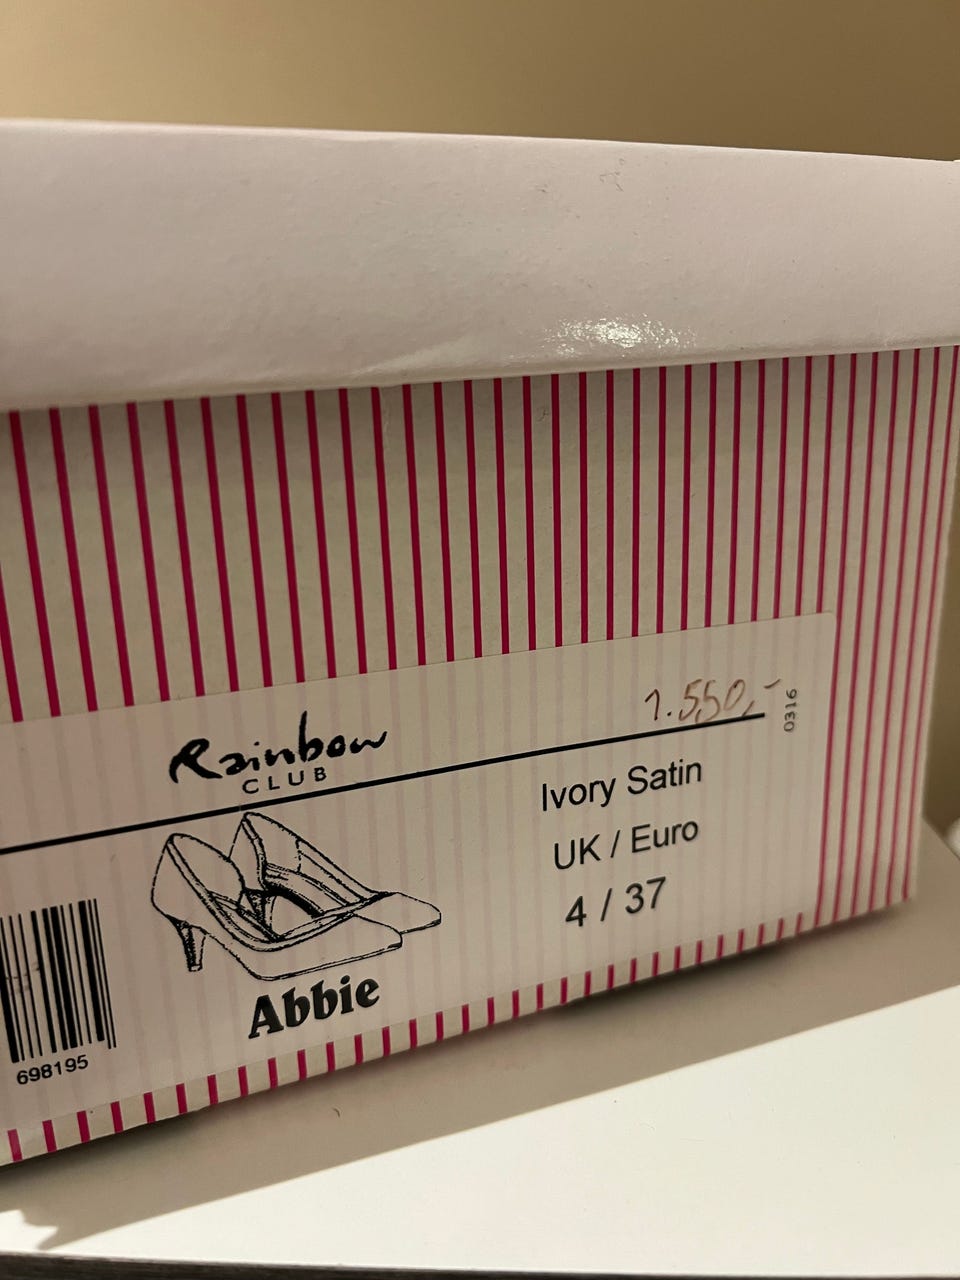 1.550,-
0316
Rainbow
CLUB
Ivory Satin
UK / Euro
4 / 37
Abbie
698195